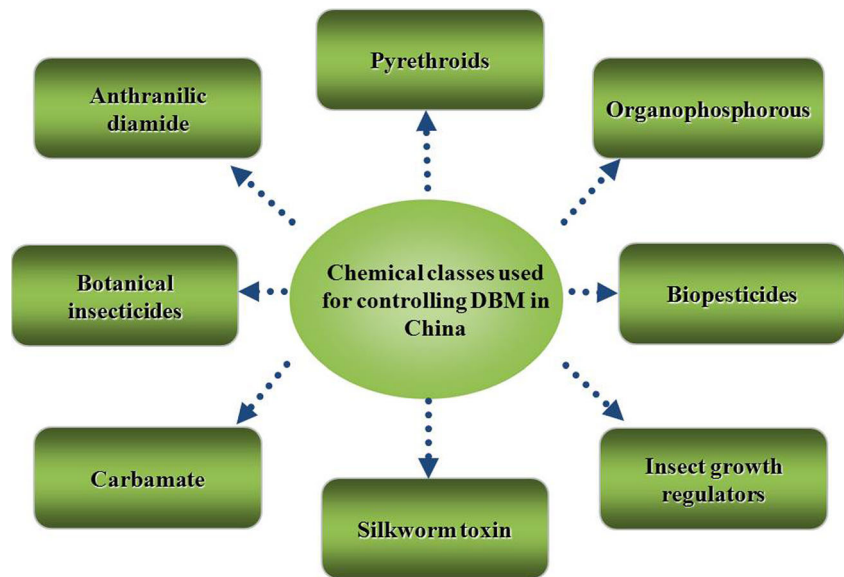 Pyrethroids
Anthranilic
diamide
Organophosphorous
Chemical classes used
for controlling DBM in
China
Botanical
insecticides
Biopesticides
Carbamate
Insect growth
regulators
Silkworm toxin